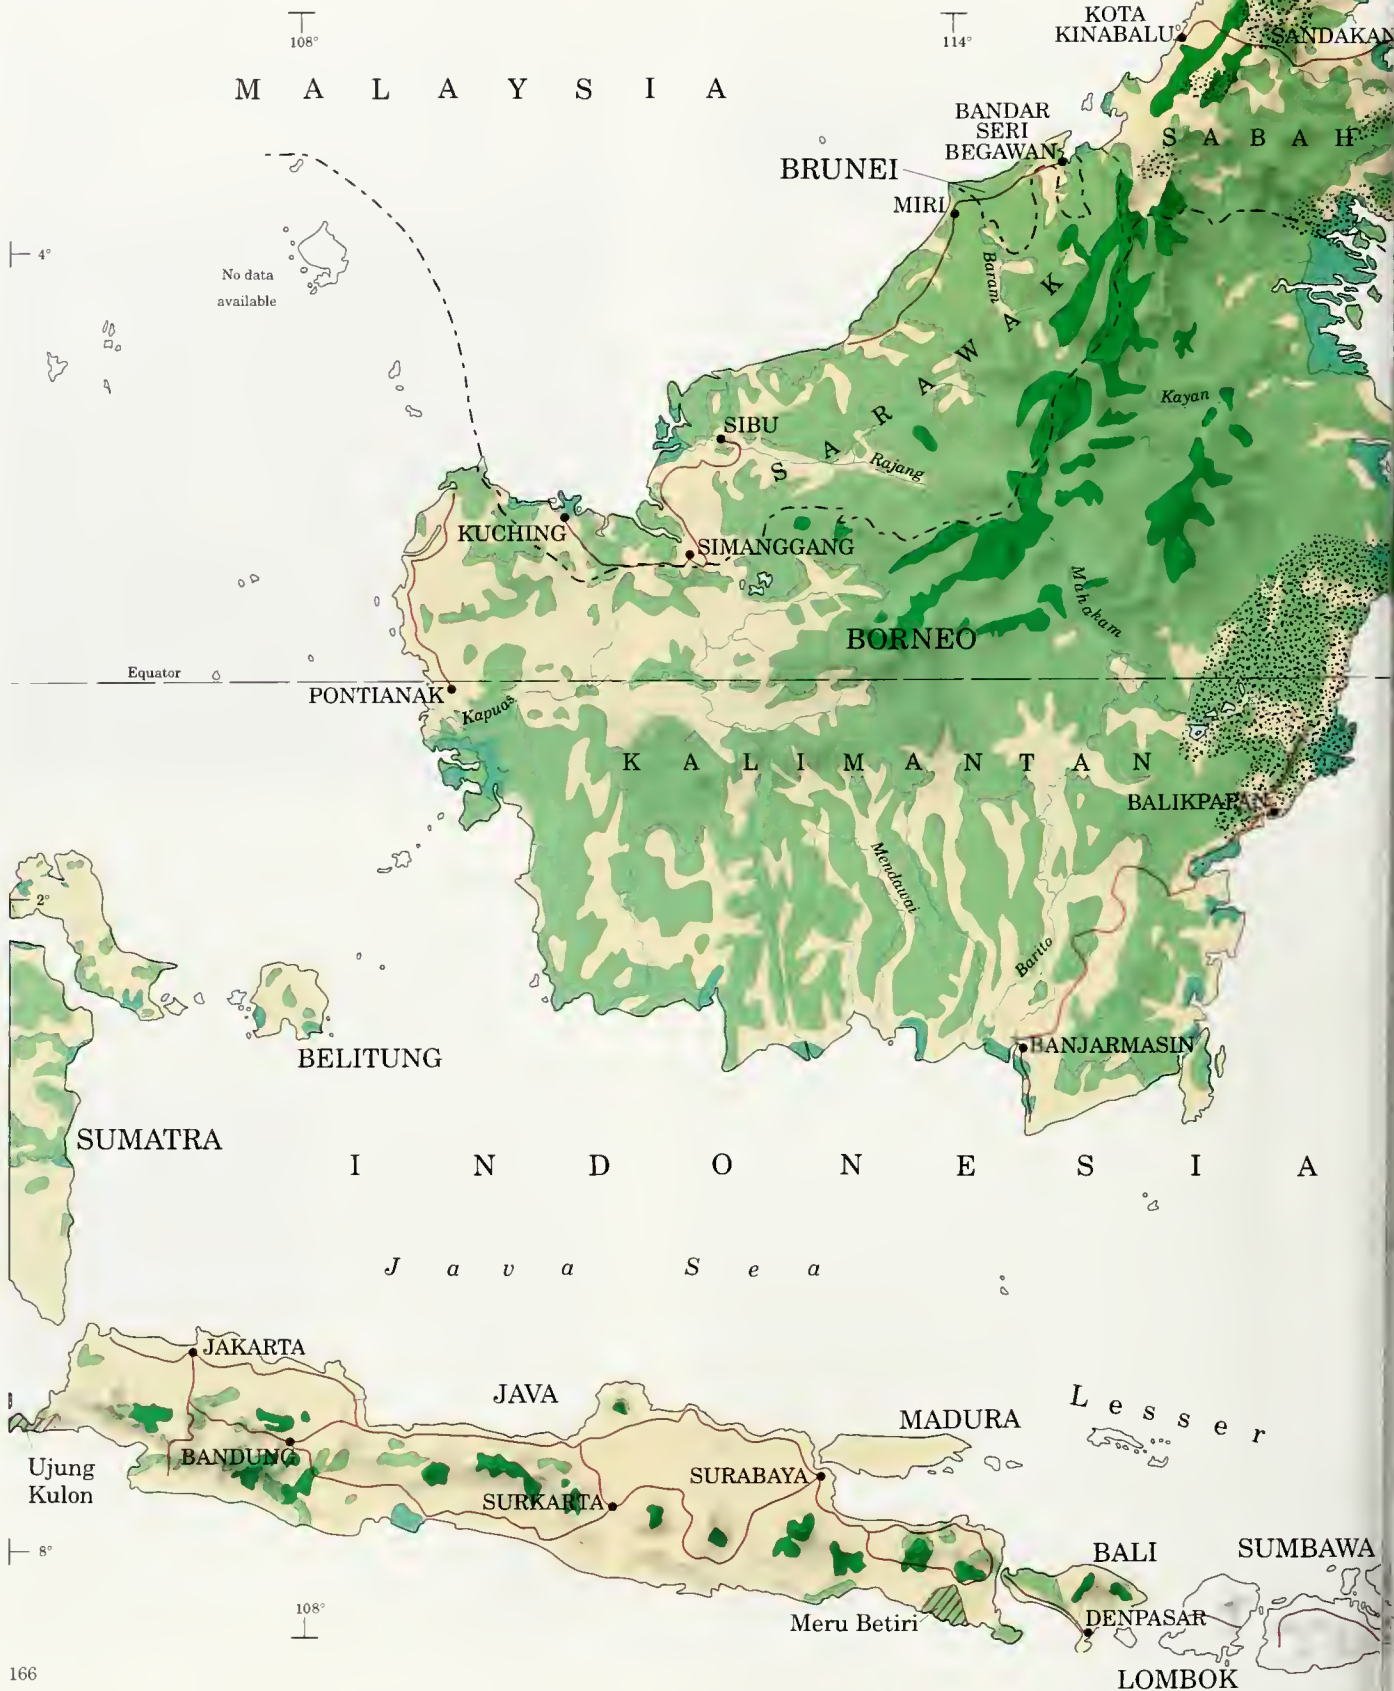 108°
114°
KOTA
KINABALU
SANDAKAN
M A L A Y S I A
BANDAR
SERI
BEGAWAN
S A B A H
BRUNEI
MIRI
4°
No data
available
Baram
S A R A W A K
Kayan
SIBU
Rajang
KUCHING
SIMANGGANG
Mahakam
BORNEO
Equator
PONTIANAK
Kapuas
K A L I M A N T A N
BALIKPAPAN
Mendawai
2°
Barito
BANJARMASIN
BELITUNG
SUMATRA
I N D O N E S I A
J a v a S e a
JAKARTA
JAVA
MADURA
L e s s e r
BANDUNG
Ujung
Kulon
SURABAYA
SURKARTA
8°
BALI
SUMBAWA
108°
Meru Betiri
DENPASAR
LOMBOK
166